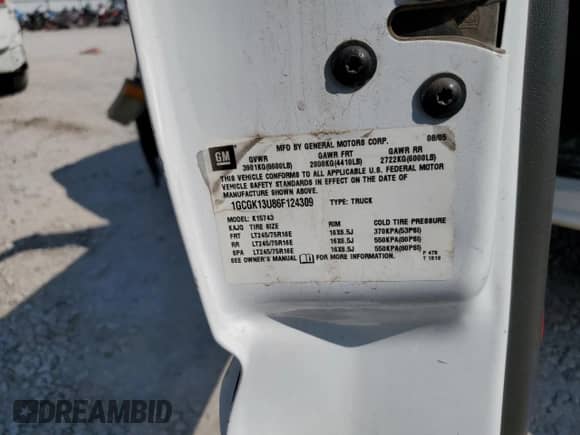 MFD BY GENERAL MOTORS CORP. 08/05
GM
GVWR GAWR FRT GAWR RR
3901KG(8600LB) 2000KG(4410LB) 2722KG(6000LB)
THIS VEHICLE CONFORMS TO ALL APPLICABLE U.S. FEDERAL MOTOR
VEHICLE SAFETY STANDARDS IN EFFECT ON THE DATE OF
MANUFACTURE SHOWN ABOVE.
1GCGK13U86F124309 TYPE: TRUCK
MODEL: K15743
KAJO TIRE SIZE RIM COLD TIRE PRESSURE
FRT LT245/75R16E 16X6.5J 370KPA(53PSI)
RR LT245/75R16E 16X6.5J 550KPA(80PSI)
SPA LT245/75R16E 16X6.5J 550KPA(80PSI)
SEE OWNER'S MANUAL FOR MORE INFORMATION.
DREAMBID